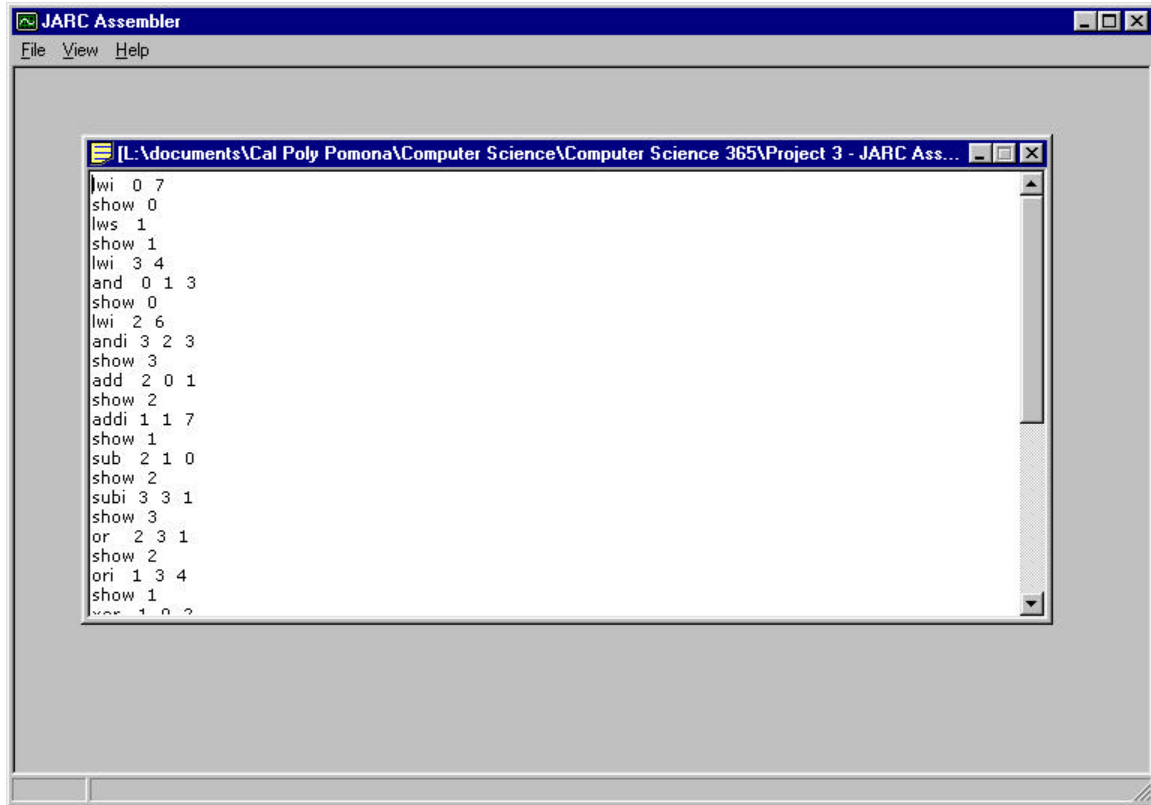 JARC Assembler
File View Help
[L:\documents\Cal Poly Pomona\Computer Science\Computer Science 365\Project 3 - JARC Ass...
lwi 0 7
show 0
lws 1
show 1
lwi 3 4
and 0 1 3
show 0
lwi 2 6
andi 3 2 3
show 3
add 2 0 1
show 2
addi 1 1 7
show 1
sub 2 1 0
show 2
subi 3 3 1
show 3
or 2 3 1
show 2
ori 1 3 4
show 1
xor 1 0